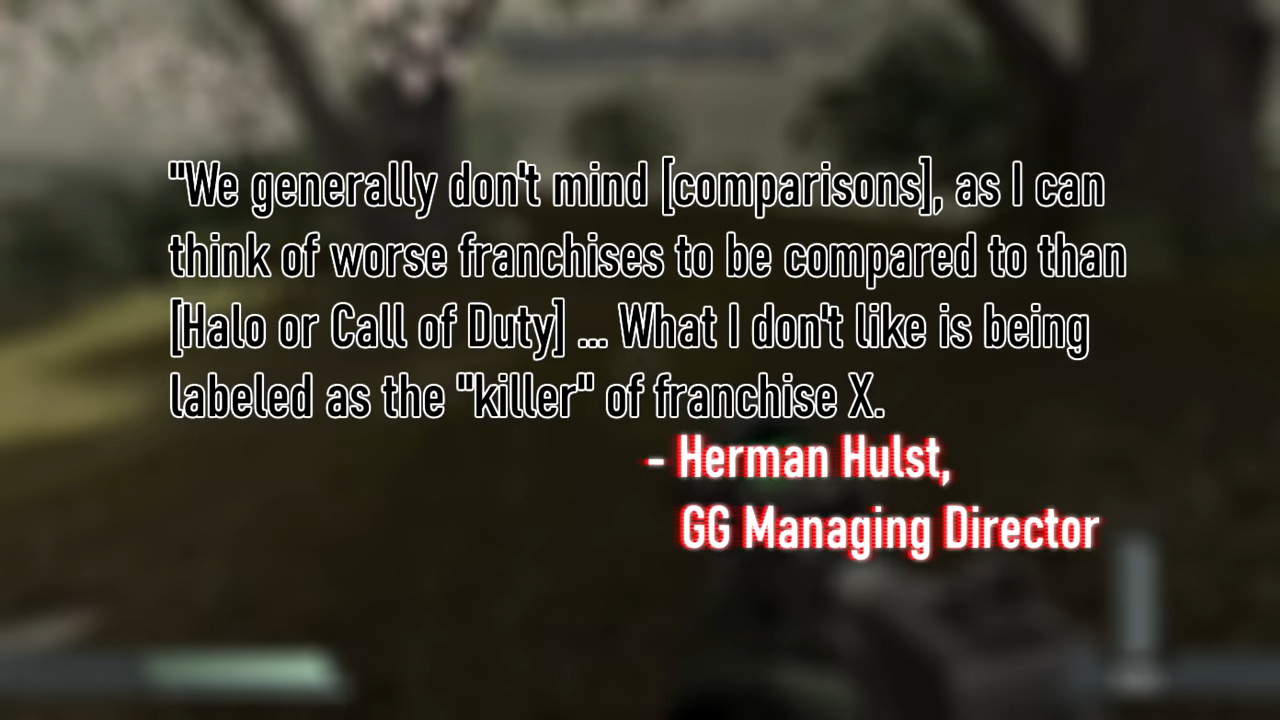 "We generally don't mind [comparisons], as I can
think of worse franchises to be compared to than
[Halo or Call of Duty] ... What I don't like is being
labeled as the "killer" of franchise X.
- Herman Hulst,
GG Managing Director